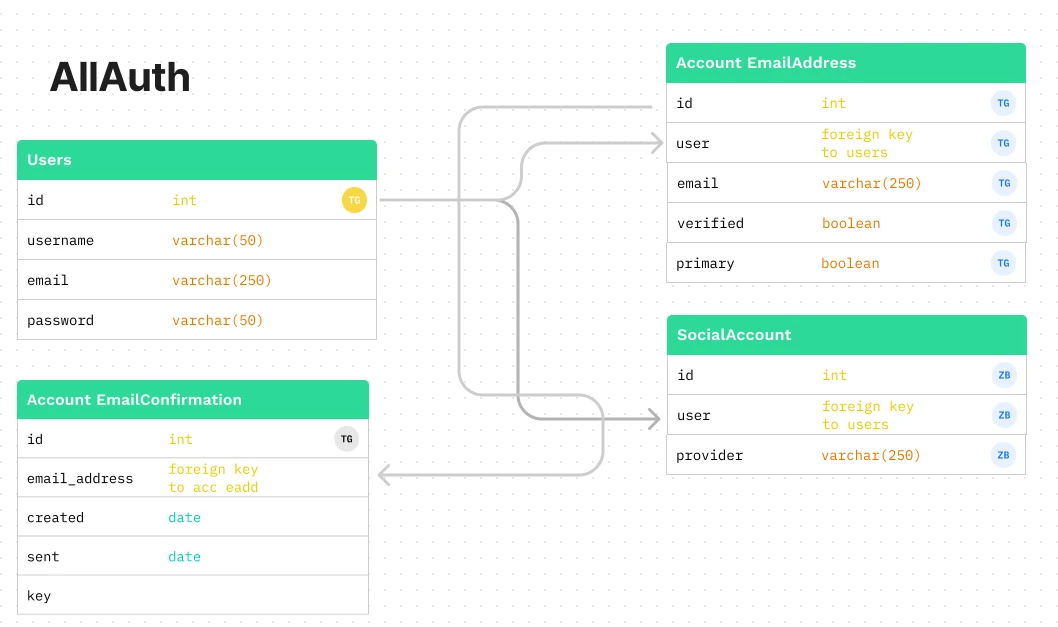 AllAuth
Users
id int TG
username varchar(50)
email varchar(250)
password varchar(50)
Account EmailConfirmation
id int TG
email_address foreign key
to acc eadd
created date
sent date
key
Account EmailAddress
id int TG
user foreign key
to users TG
email varchar(250) TG
verified boolean TG
primary boolean TG
SocialAccount
id int ZB
user foreign key
to users ZB
provider varchar(250) ZB